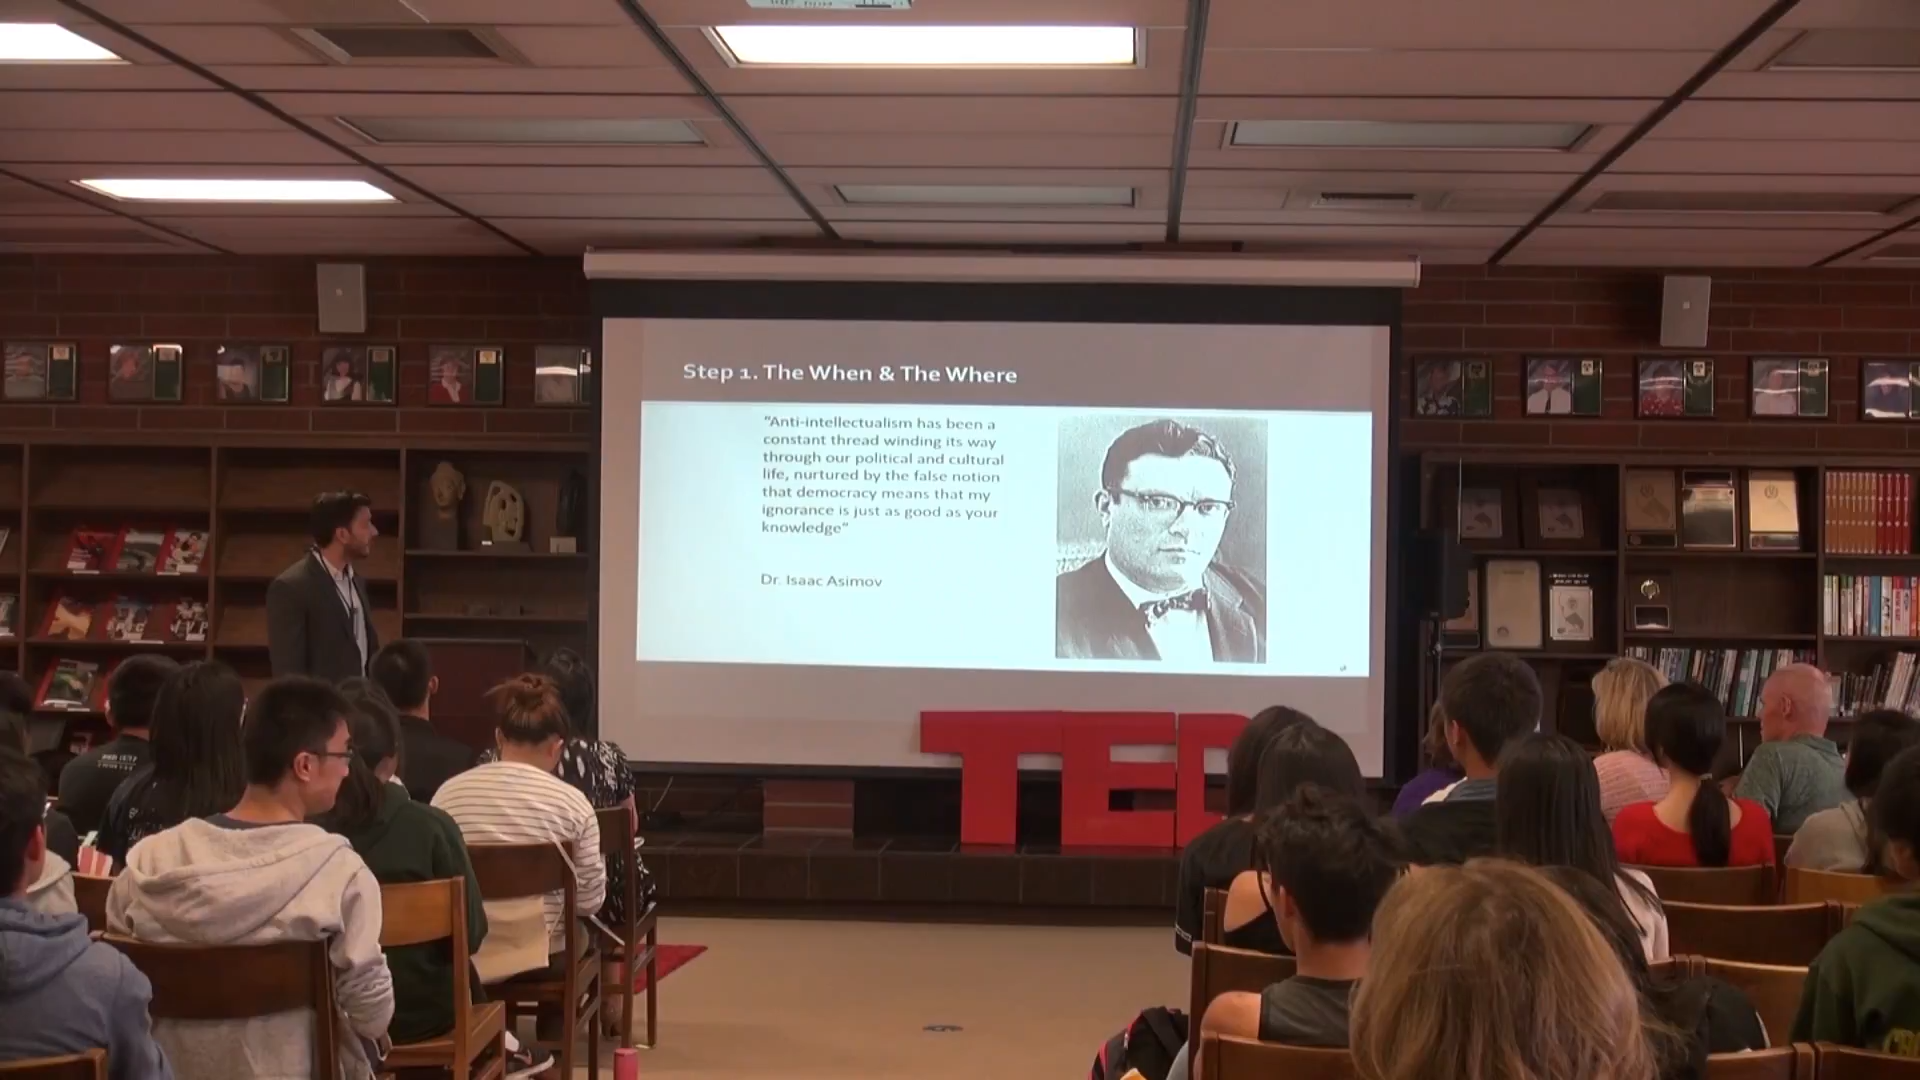 Step 1. The When & The Where
“Anti-intellectualism has been a
constant thread winding its way
through our political and cultural
life, nurtured by the false notion
that democracy means that my
ignorance is just as good as your
knowledge“
Dr. Isaac Asimov
TED